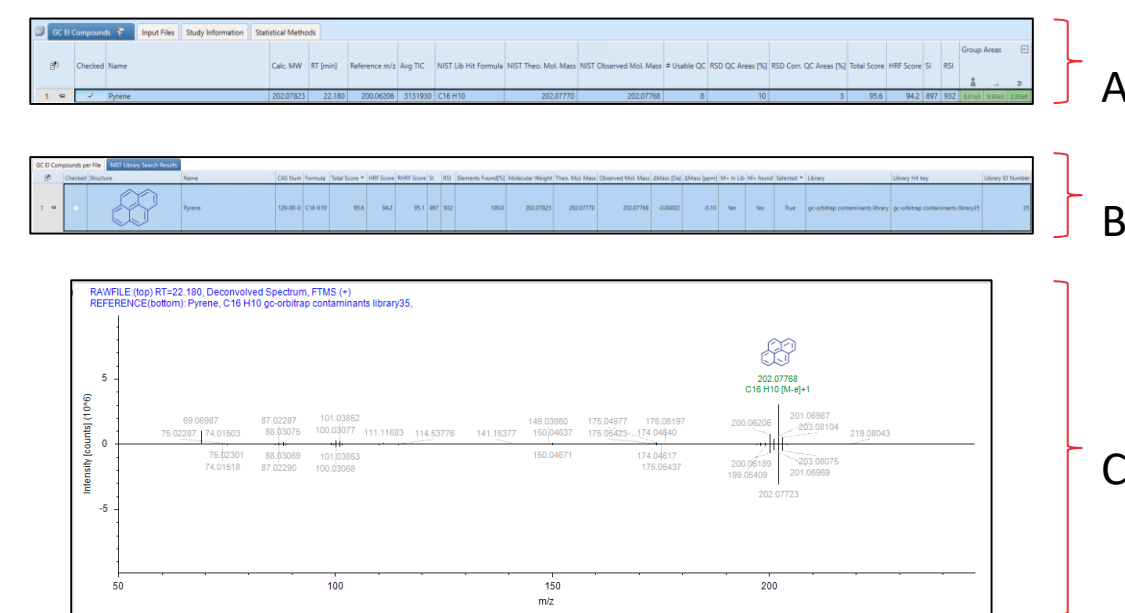 GC EI Compounds Input Files Study Information Statistical Methods
Group Areas
Checked Name Calc. MW RT [min] Reference m/z Avg TIC NIST Lib Hit Formula NIST Theo. Mol. Mass NIST Observed Mol. Mass # Usable QC RSD QC Areas [%] RSD Corr. QC Areas [%] Total Score HRF Score SI RSI
1 Pyrene 202.07823 22.180 200.06206 3131930 C16 H10 202.07770 202.07768 8 10 3 95.6 94.2 897 932
A
GC EI Compounds per File NIST Library Search Results
Checked Structure Name CAS Num Formula Total Score HRF Score RHRF Score SI RSI Elements Found[%] Molecular Weight Theo. Mol. Mass Observed Mol. Mass ΔMass [Da] ΔMass [ppm] M+ In Lib M+ found Selected Library Library Hit key Library ID Number
1 Pyrene 129-00-0 C16 H10 95.6 94.2 95.1 897 932 100.0 202.07825 202.07770 202.07768 -0.00002 -0.10 Yes Yes True gc-orbitrap contaminants library gc-orbitrap contaminants library35 35
B
RAWFILE:(top) RT=22.180, Deconvolved Spectrum, FTMS (+)
REFERENCE(bottom): Pyrene, C16 H10 gc-orbitrap contaminants library35,
202.07768
C16 H10 [M-e]+1
5
69.06987 87.02287 101.03862 149.03860 175.04977 176.06197 200.06206 201.06987
75.02287 74.01503 88.03075 100.03077 111.11683 114.53776 141.16377 150.04637 175.05423 174.04640 203.08104 219.08043
0
75.02301 88.03069 101.03853 150.04671 174.04617 200.06189 203.08075
74.01518 87.02290 100.03068 175.05437 199.05409 201.06969
202.07723
-5
Intensity [counts] (10^6)
50 100 150 200
m/z
C